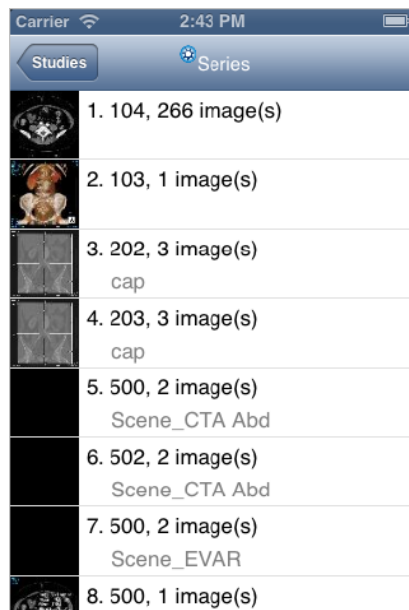 Carrier 2:43 PM
Studies
Series
1. 104, 266 image(s)
2. 103, 1 image(s)
3. 202, 3 image(s)
cap
4. 203, 3 image(s)
cap
5. 500, 2 image(s)
Scene_CTA Abd
6. 502, 2 image(s)
Scene_CTA Abd
7. 500, 2 image(s)
Scene_EVAR
8. 500, 1 image(s)